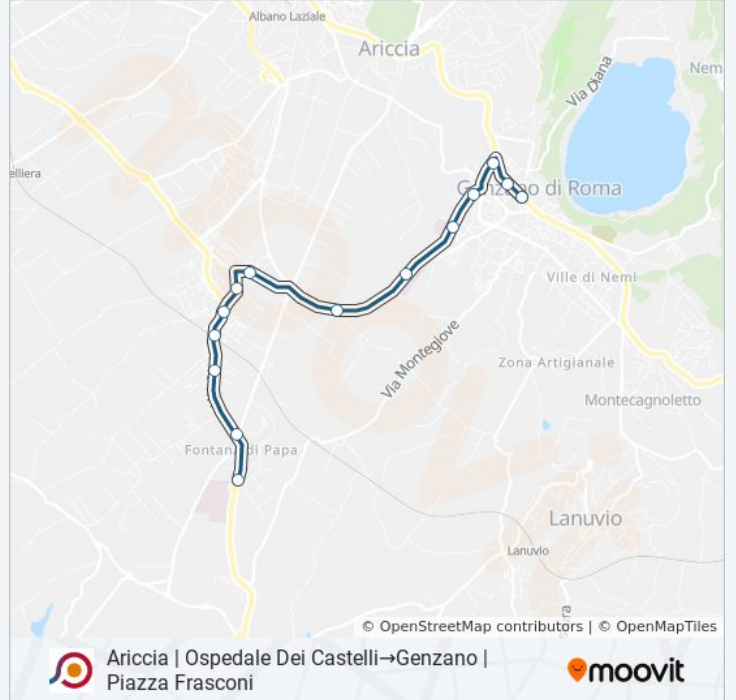 Albano Laziale
Ariccia
Via Diana
Nem
elliera
Genzano di Roma
Ville di Nemi
Via Montegiove
Zona Artigianale
Montecagnoletto
Fontana di Papa
Lanuvio
Lanuvio
© OpenStreetMap contributors | © OpenMapTiles
Ariccia | Ospedale Dei Castelli→Genzano |
Piazza Frasconi
moovit